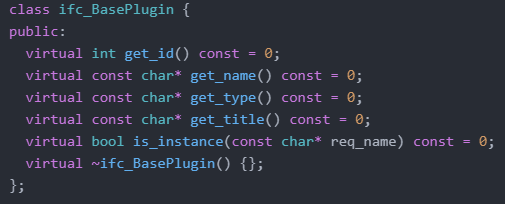 class ifc_BasePlugin {
public:
  virtual int get_id() const = 0;
  virtual const char* get_name() const = 0;
  virtual const char* get_type() const = 0;
  virtual const char* get_title() const = 0;
  virtual bool is_instance(const char* req_name) const = 0;
  virtual ~ifc_BasePlugin() {};
};